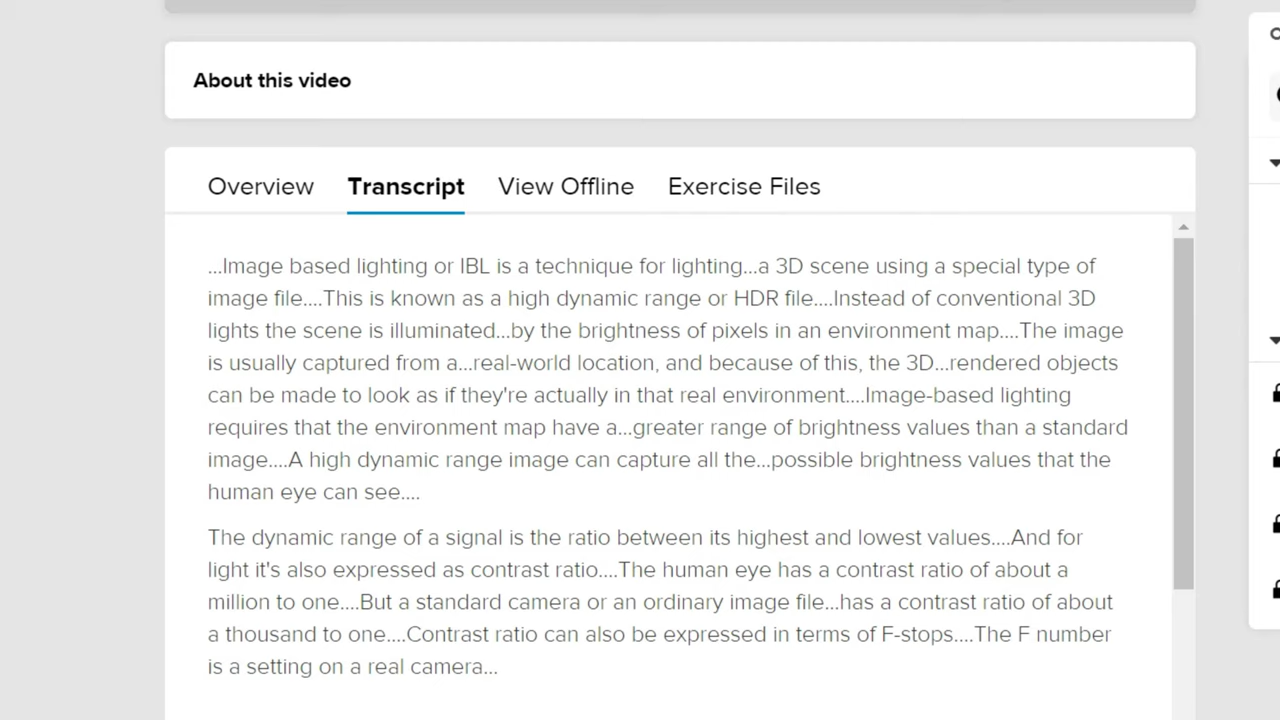 About this video
Overview Transcript View Offline Exercise Files
...Image based lighting or IBL is a technique for lighting...a 3D scene using a special type of
image file....This is known as a high dynamic range or HDR file....Instead of conventional 3D
lights the scene is illuminated...by the brightness of pixels in an environment map....The image
is usually captured from a...real-world location, and because of this, the 3D...rendered objects
can be made to look as if they're actually in that real environment....Image-based lighting
requires that the environment map have a...greater range of brightness values than a standard
image....A high dynamic range image can capture all the...possible brightness values that the
human eye can see....
The dynamic range of a signal is the ratio between its highest and lowest values....And for
light it's also expressed as contrast ratio....The human eye has a contrast ratio of about a
million to one....But a standard camera or an ordinary image file...has a contrast ratio of about
a thousand to one....Contrast ratio can also be expressed in terms of F-stops....The F number
is a setting on a real camera...